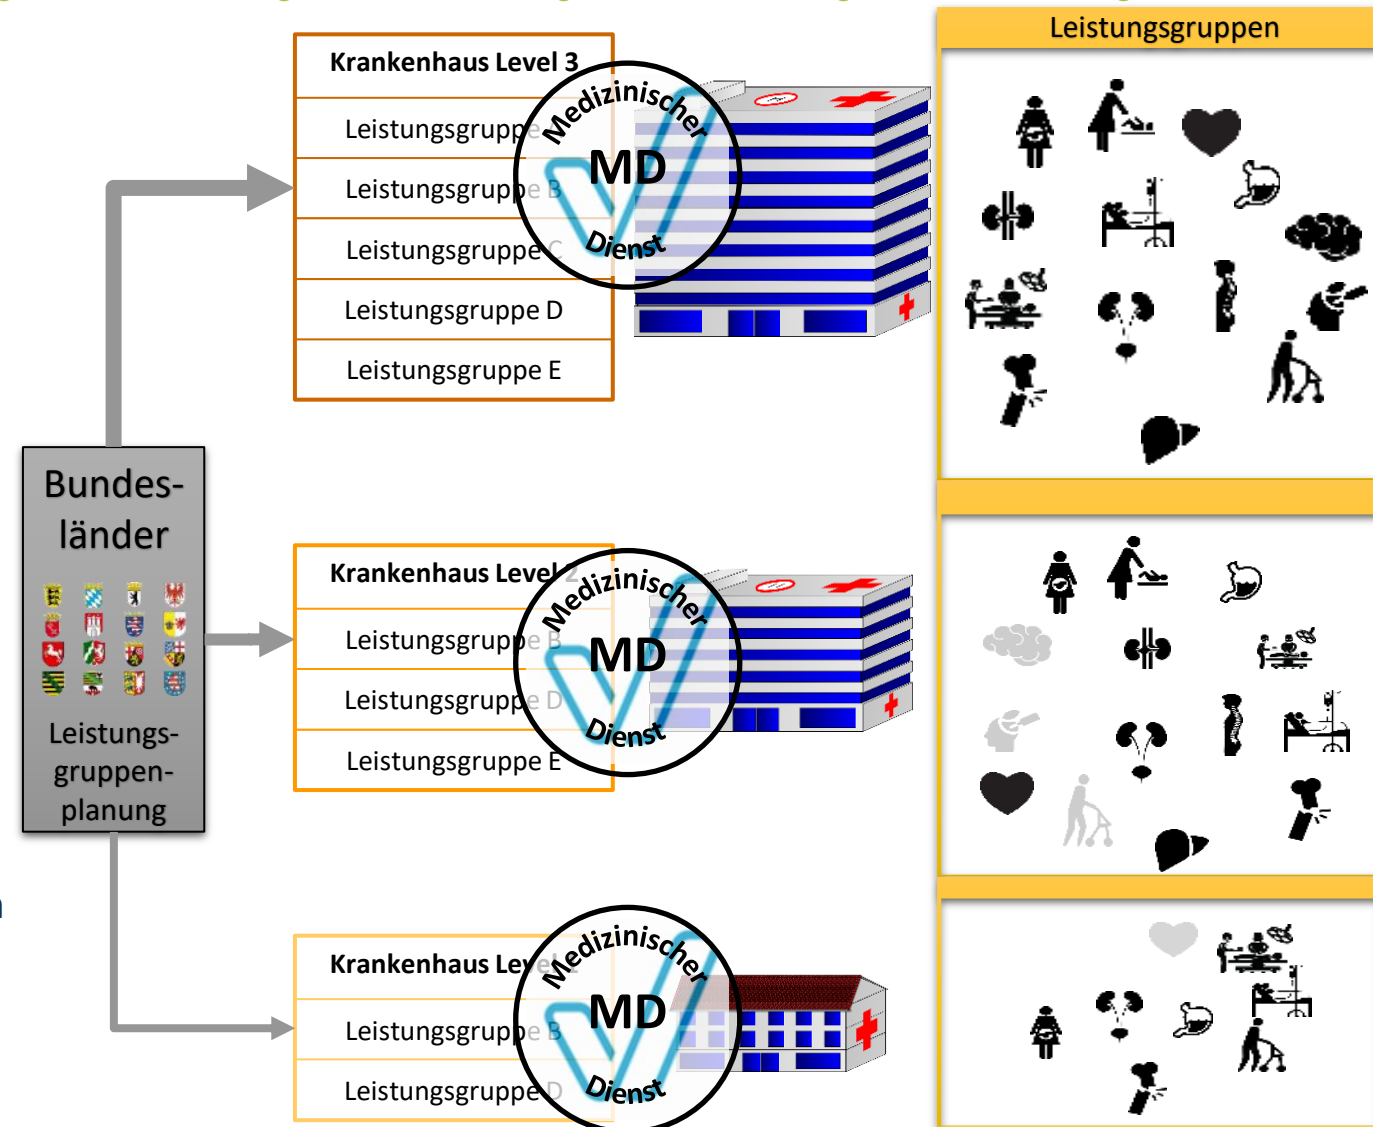 Leistungsgruppen
Krankenhaus Level 3
Leistungsgruppe
Leistungsgruppe B
Leistungsgruppe C
Leistungsgruppe D
Leistungsgruppe E
Medizinischer
MD
Dienst
Bundes-
länder
Leistungs-
gruppen-
planung
Krankenhaus Level 2
Leistungsgruppe B
Leistungsgruppe D
Leistungsgruppe E
Medizinischer
MD
Dienst
Krankenhaus Level
Leistungsgruppe B
Leistungsgruppe D
Medizinischer
MD
Dienst